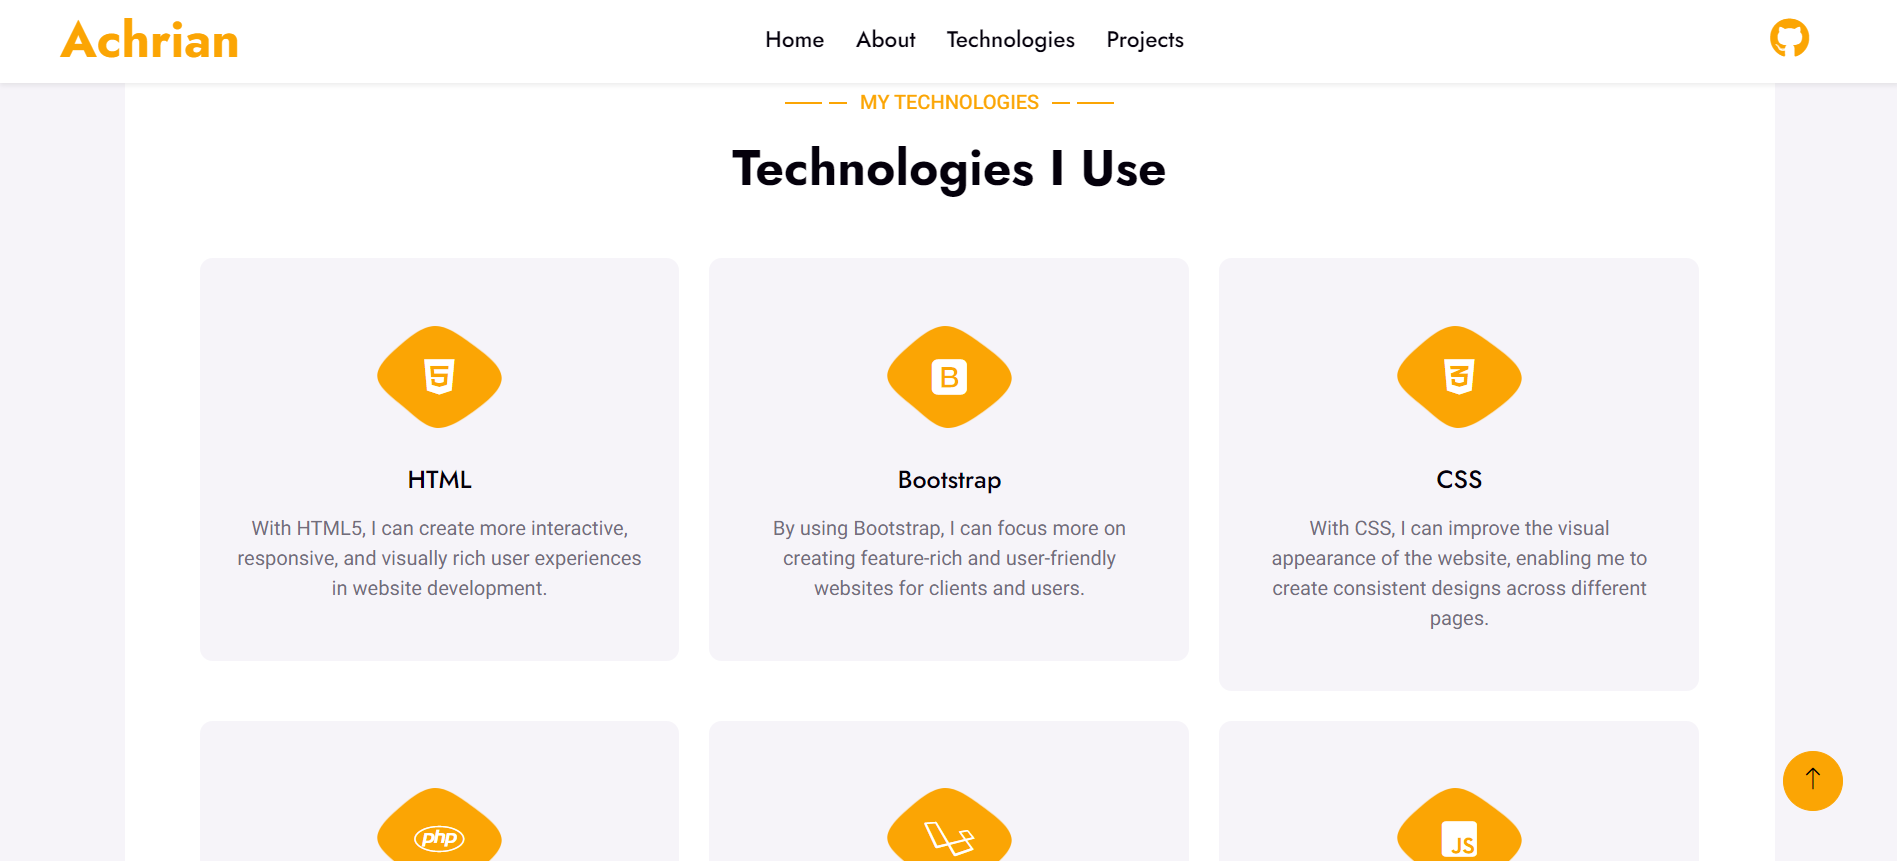 Achrian
Home About Technologies Projects
MY TECHNOLOGIES
Technologies I Use
5
HTML
With HTML5, I can create more interactive,
responsive, and visually rich user experiences
in website development.
B
Bootstrap
By using Bootstrap, I can focus more on
creating feature-rich and user-friendly
websites for clients and users.
3
CSS
With CSS, I can improve the visual
appearance of the website, enabling me to
create consistent designs across different
pages.
php
JS